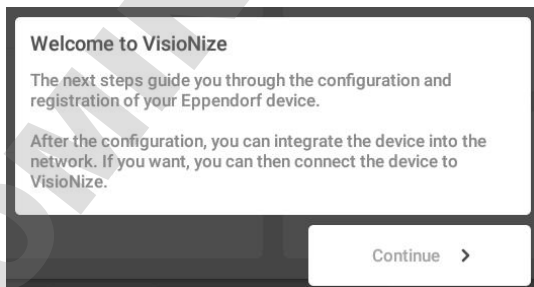 Welcome to VisioNize
The next steps guide you through the configuration and
registration of your Eppendorf device.
After the configuration, you can integrate the device into the
network. If you want, you can then connect the device to
VisioNize.
Continue